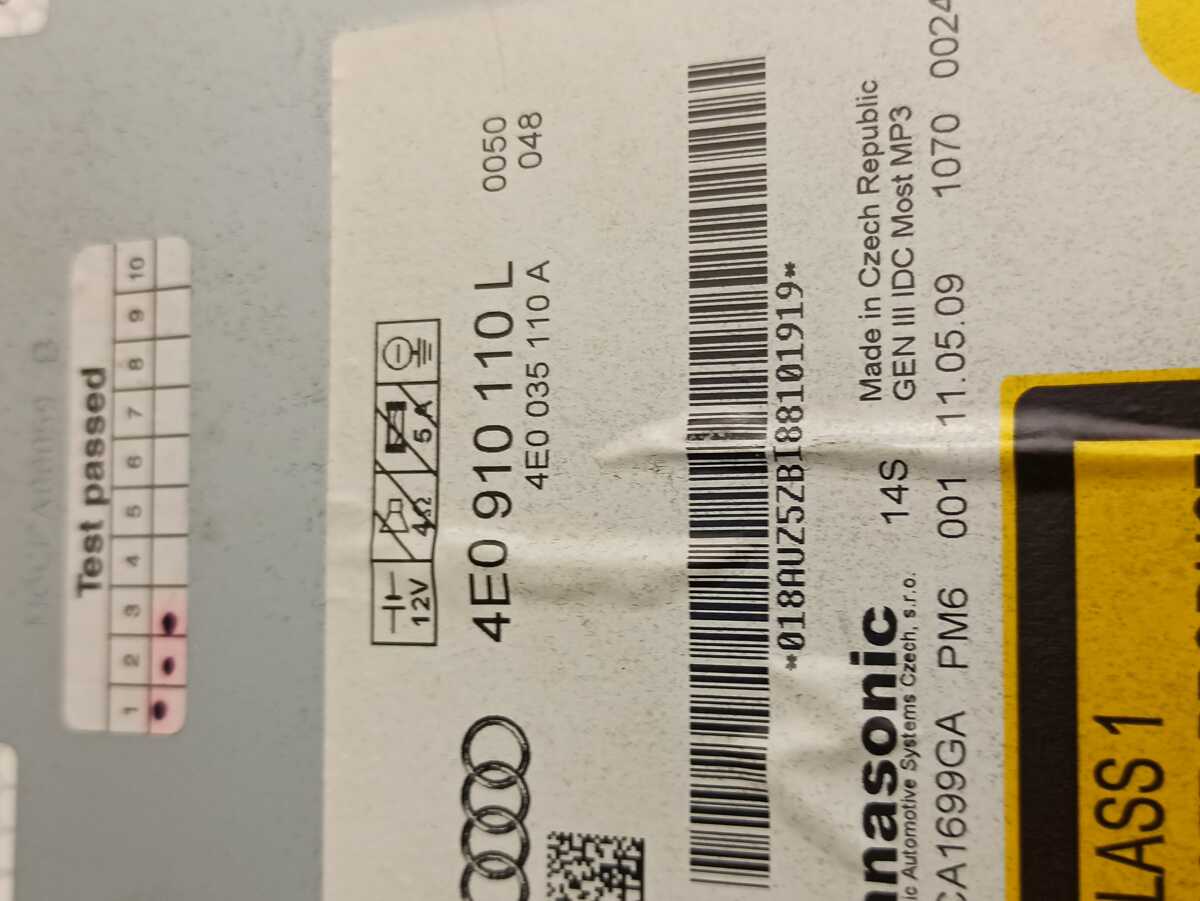 Test passed
1 2 3 4 5 6 7 8 9 10
12V 4Ω 5 A
4E0 910 110 L 0050
4E0 035 110 A 048
*018AUZ5ZBI88101919*
anasonic 14S Made in Czech Republic
ic Automotive Systems Czech, s.r.o. GEN III IDC Most MP3
CA1699GA PM6 001 11.05.09 1070 0024
LASS 1